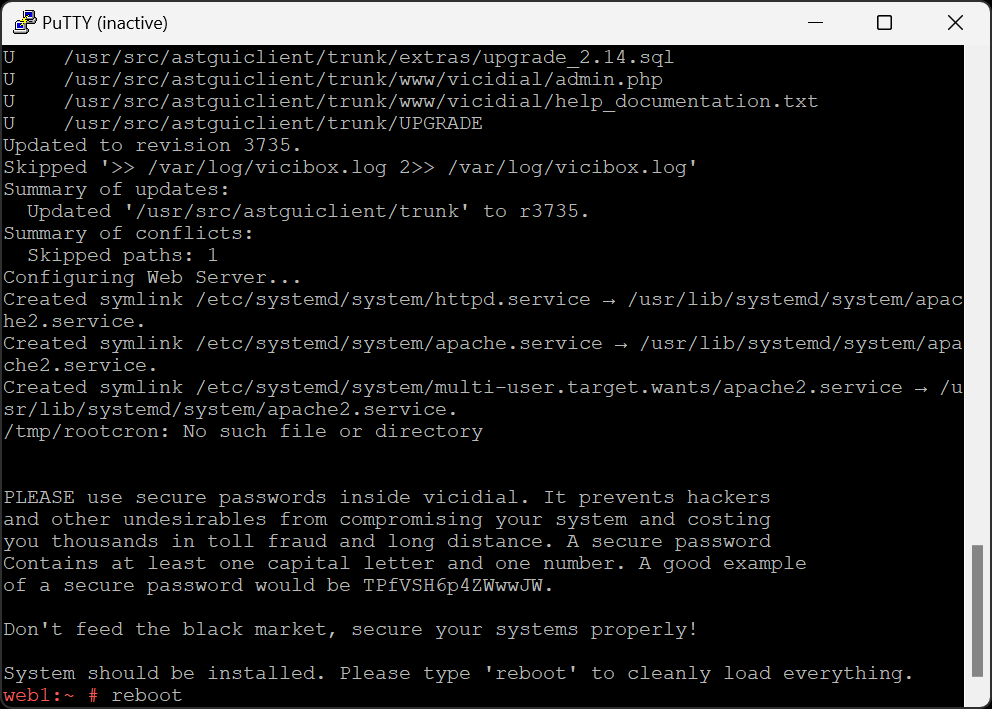 PuTTY (inactive)
U    /usr/src/astguiclient/trunk/extras/upgrade_2.14.sql
U    /usr/src/astguiclient/trunk/www/vicidial/admin.php
U    /usr/src/astguiclient/trunk/www/vicidial/help_documentation.txt
U    /usr/src/astguiclient/trunk/UPGRADE
Updated to revision 3735.
Skipped '>> /var/log/vicibox.log 2>> /var/log/vicibox.log'
Summary of updates:
  Updated '/usr/src/astguiclient/trunk' to r3735.
Summary of conflicts:
  Skipped paths: 1
Configuring Web Server...
Created symlink /etc/systemd/system/httpd.service → /usr/lib/systemd/system/apac
he2.service.
Created symlink /etc/systemd/system/apache.service → /usr/lib/systemd/system/apa
che2.service.
Created symlink /etc/systemd/system/multi-user.target.wants/apache2.service → /u
sr/lib/systemd/system/apache2.service.
/tmp/rootcron: No such file or directory
PLEASE use secure passwords inside vicidial. It prevents hackers
and other undesirables from compromising your system and costing
you thousands in toll fraud and long distance. A secure password
Contains at least one capital letter and one number. A good example
of a secure password would be TPfVSH6p4ZWwwJW.
Don't feed the black market, secure your systems properly!
System should be installed. Please type 'reboot' to cleanly load everything.
web1:~ # reboot